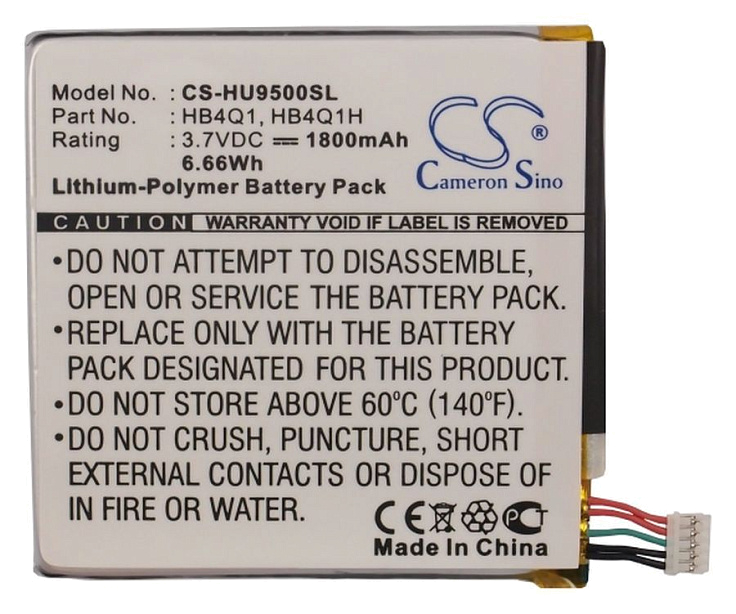 Model No. : CS-HU9500SL
Part No. : HB4Q1, HB4Q1H
Rating : 3.7VDC ⎓ 1800mAh
6.66Wh
Lithium-Polymer Battery Pack
CS®
Cameron Sino
CAUTION WARRANTY VOID IF LABEL IS REMOVED
•DO NOT ATTEMPT TO DISASSEMBLE,
OPEN OR SERVICE THE BATTERY PACK.
•REPLACE ONLY WITH THE BATTERY
PACK DESIGNATED FOR THIS PRODUCT.
•DO NOT STORE ABOVE 60°C (140°F).
•DO NOT CRUSH, PUNCTURE, SHORT
EXTERNAL CONTACTS OR DISPOSE OF
IN FIRE OR WATER.
CE PCT
Made In China